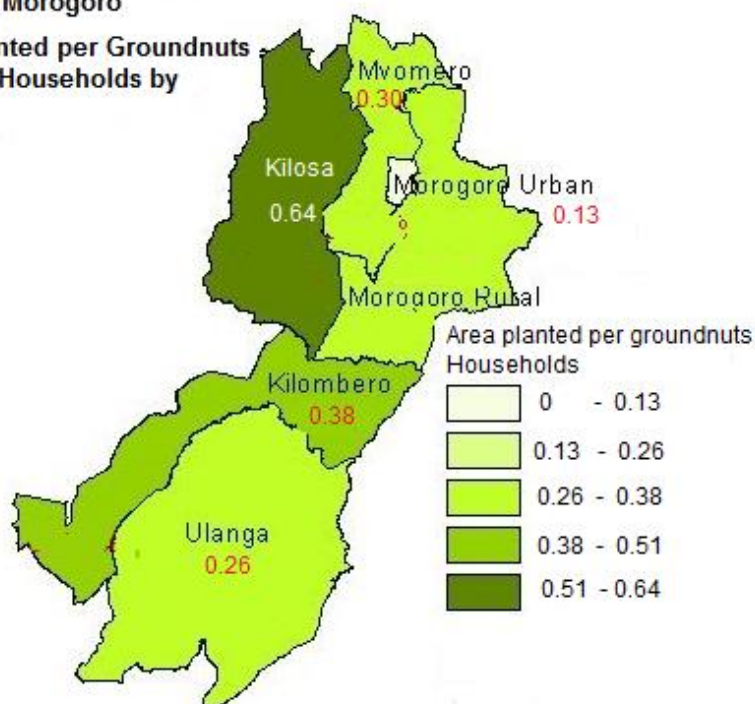 Morogoro
nted per Groundnuts
Households by
Mvomero
0.30
Kilosa
0.64
Morogoro Urban
0.13
Morogoro Rural
Kilombero
0.38
Ulanga
0.26
Area planted per groundnuts
Households
0 - 0.13
0.13 - 0.26
0.26 - 0.38
0.38 - 0.51
0.51 - 0.64